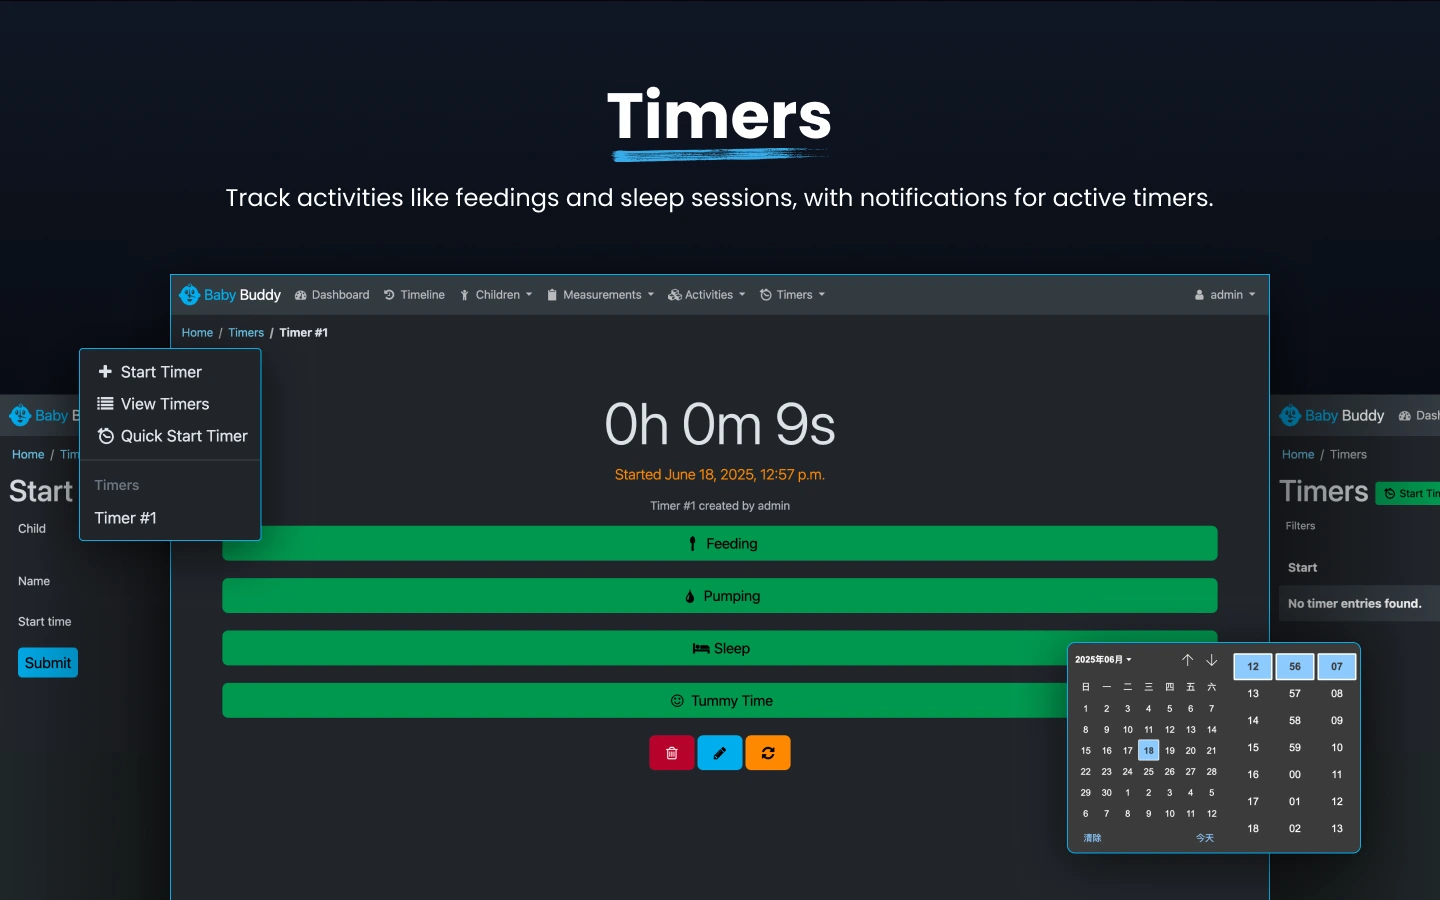 Timers
Track activities like feedings and sleep sessions, with notifications for active timers.
Baby Buddy Dashboard Timeline Children Measurements Activities Timers admin
Home / Timers / Timer #1
Start Timer
View Timers
Quick Start Timer
Timers
Timer #1
0h 0m 9s
Started June 18, 2025, 12:57 p.m.
Timer #1 created by admin
Feeding
Pumping
Sleep
Tummy Time
Baby B
Home / Tim
Start
Child
Name
Start time
Submit
Baby Buddy Dash
Home / Timers
Timers Start Tim
Filters
Start
No timer entries found.
2025年06月
日 一 二 三 四 五 六
1 2 3 4 5 6 7
8 9 10 11 12 13 14
15 16 17 18 19 20 21
22 23 24 25 26 27 28
29 30 1 2 3 4 5
6 7 8 9 10 11 12
清除 今天
12 56 07
13 57 08
14 58 09
15 59 10
16 00 11
17 01 12
18 02 13